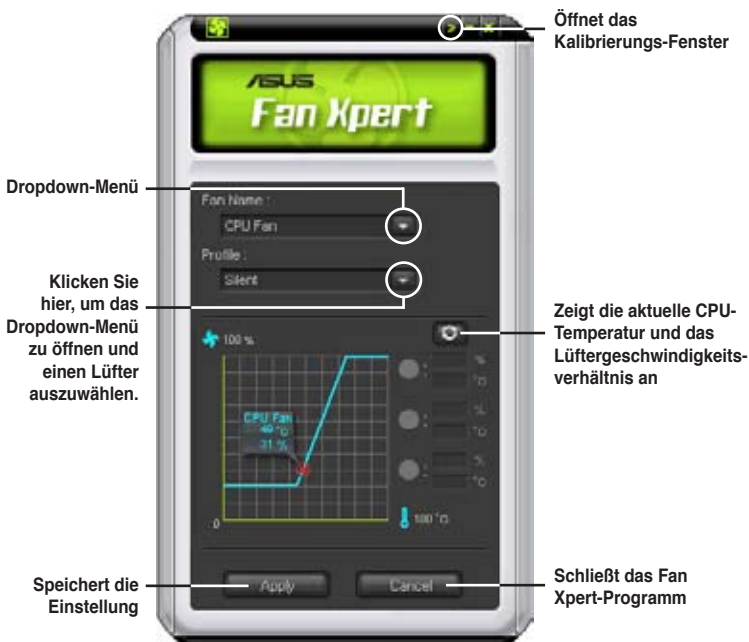 Öffnet das
Kalibrierungs-Fenster
ASUS
Fan Xpert
Dropdown-Menü
Fan Name :
CPU Fan
Profile :
Silent
Klicken Sie
hier, um das
Dropdown-Menü
zu öffnen und
einen Lüfter
auszuwählen.
Zeigt die aktuelle CPU-
Temperatur und das
Lüftergeschwindigkeits-
verhältnis an
100 %
CPU Fan
°C
31 %
: %
°C
: %
°C
: %
°C
0
100 °C
Speichert die
Einstellung
Apply
Cancel
Schließt das Fan
Xpert-Programm